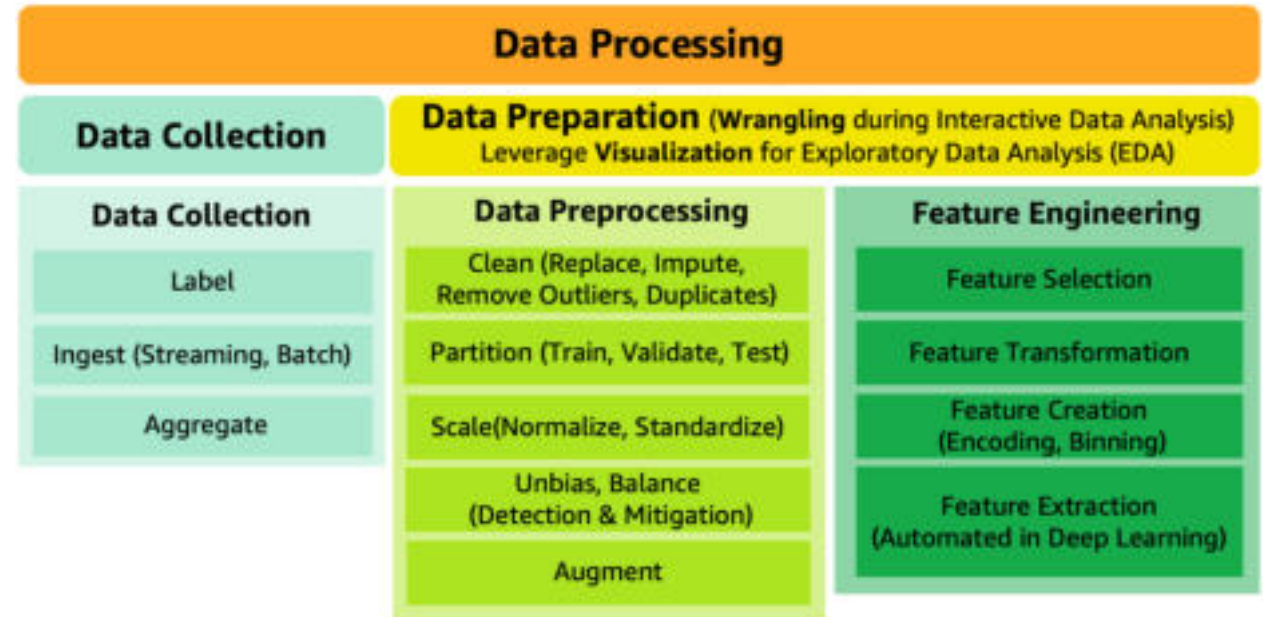 Data Processing
Data Collection
Data Preparation (Wrangling during Interactive Data Analysis)
Leverage Visualization for Exploratory Data Analysis (EDA)
Data Collection
Label
Ingest (Streaming, Batch)
Aggregate
Data Preprocessing
Clean (Replace, Impute,
Remove Outliers, Duplicates)
Partition (Train, Validate, Test)
Scale(Normalize, Standardize)
Unbias, Balance
(Detection & Mitigation)
Augment
Feature Engineering
Feature Selection
Feature Transformation
Feature Creation
(Encoding, Binning)
Feature Extraction
(Automated in Deep Learning)